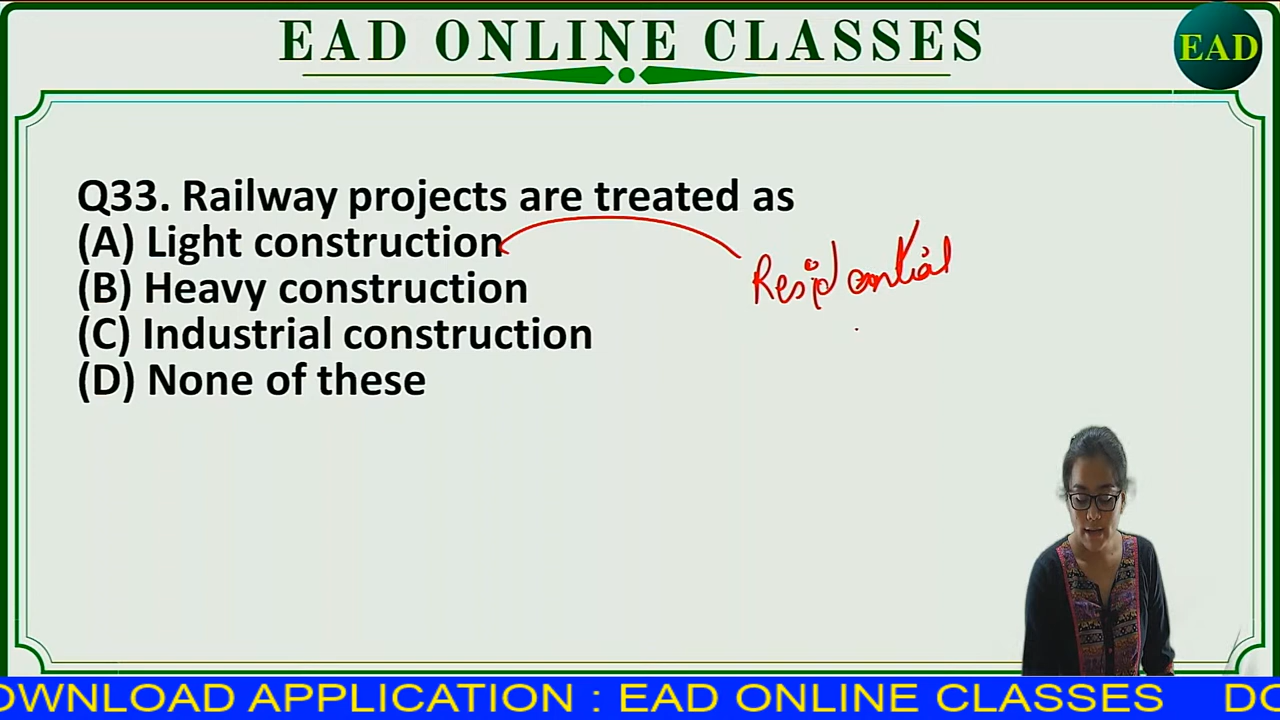 EAD ONLINE CLASSES
EAD
Q33. Railway projects are treated as
(A) Light construction
(B) Heavy construction
(C) Industrial construction
(D) None of these
Residential
OWNLOAD APPLICATION : EAD ONLINE CLASSES DO